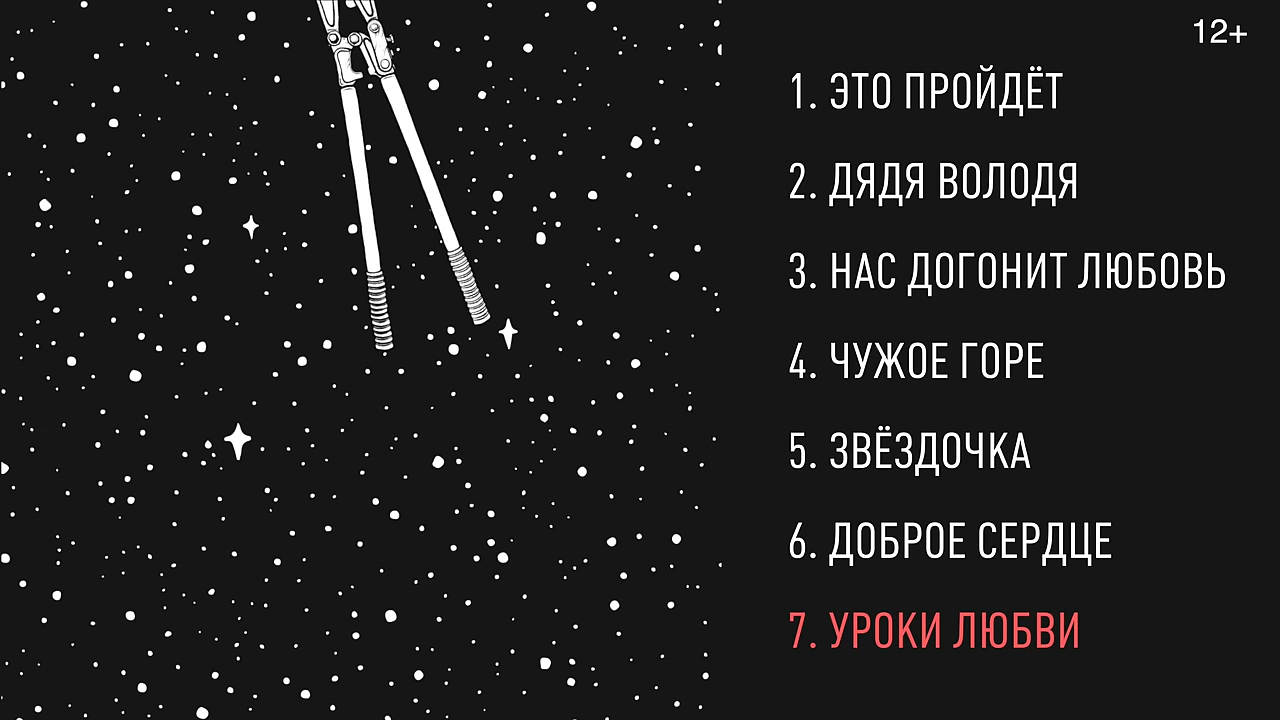 12+
1. ЭТО ПРОЙДЁТ
2. ДЯДЯ ВОЛОДЯ
3. НАС ДОГОНИТ ЛЮБОВЬ
4. ЧУЖОЕ ГОРЕ
5. ЗВЁЗДОЧКА
6. ДОБРОЕ СЕРДЦЕ
7. УРОКИ ЛЮБВИ